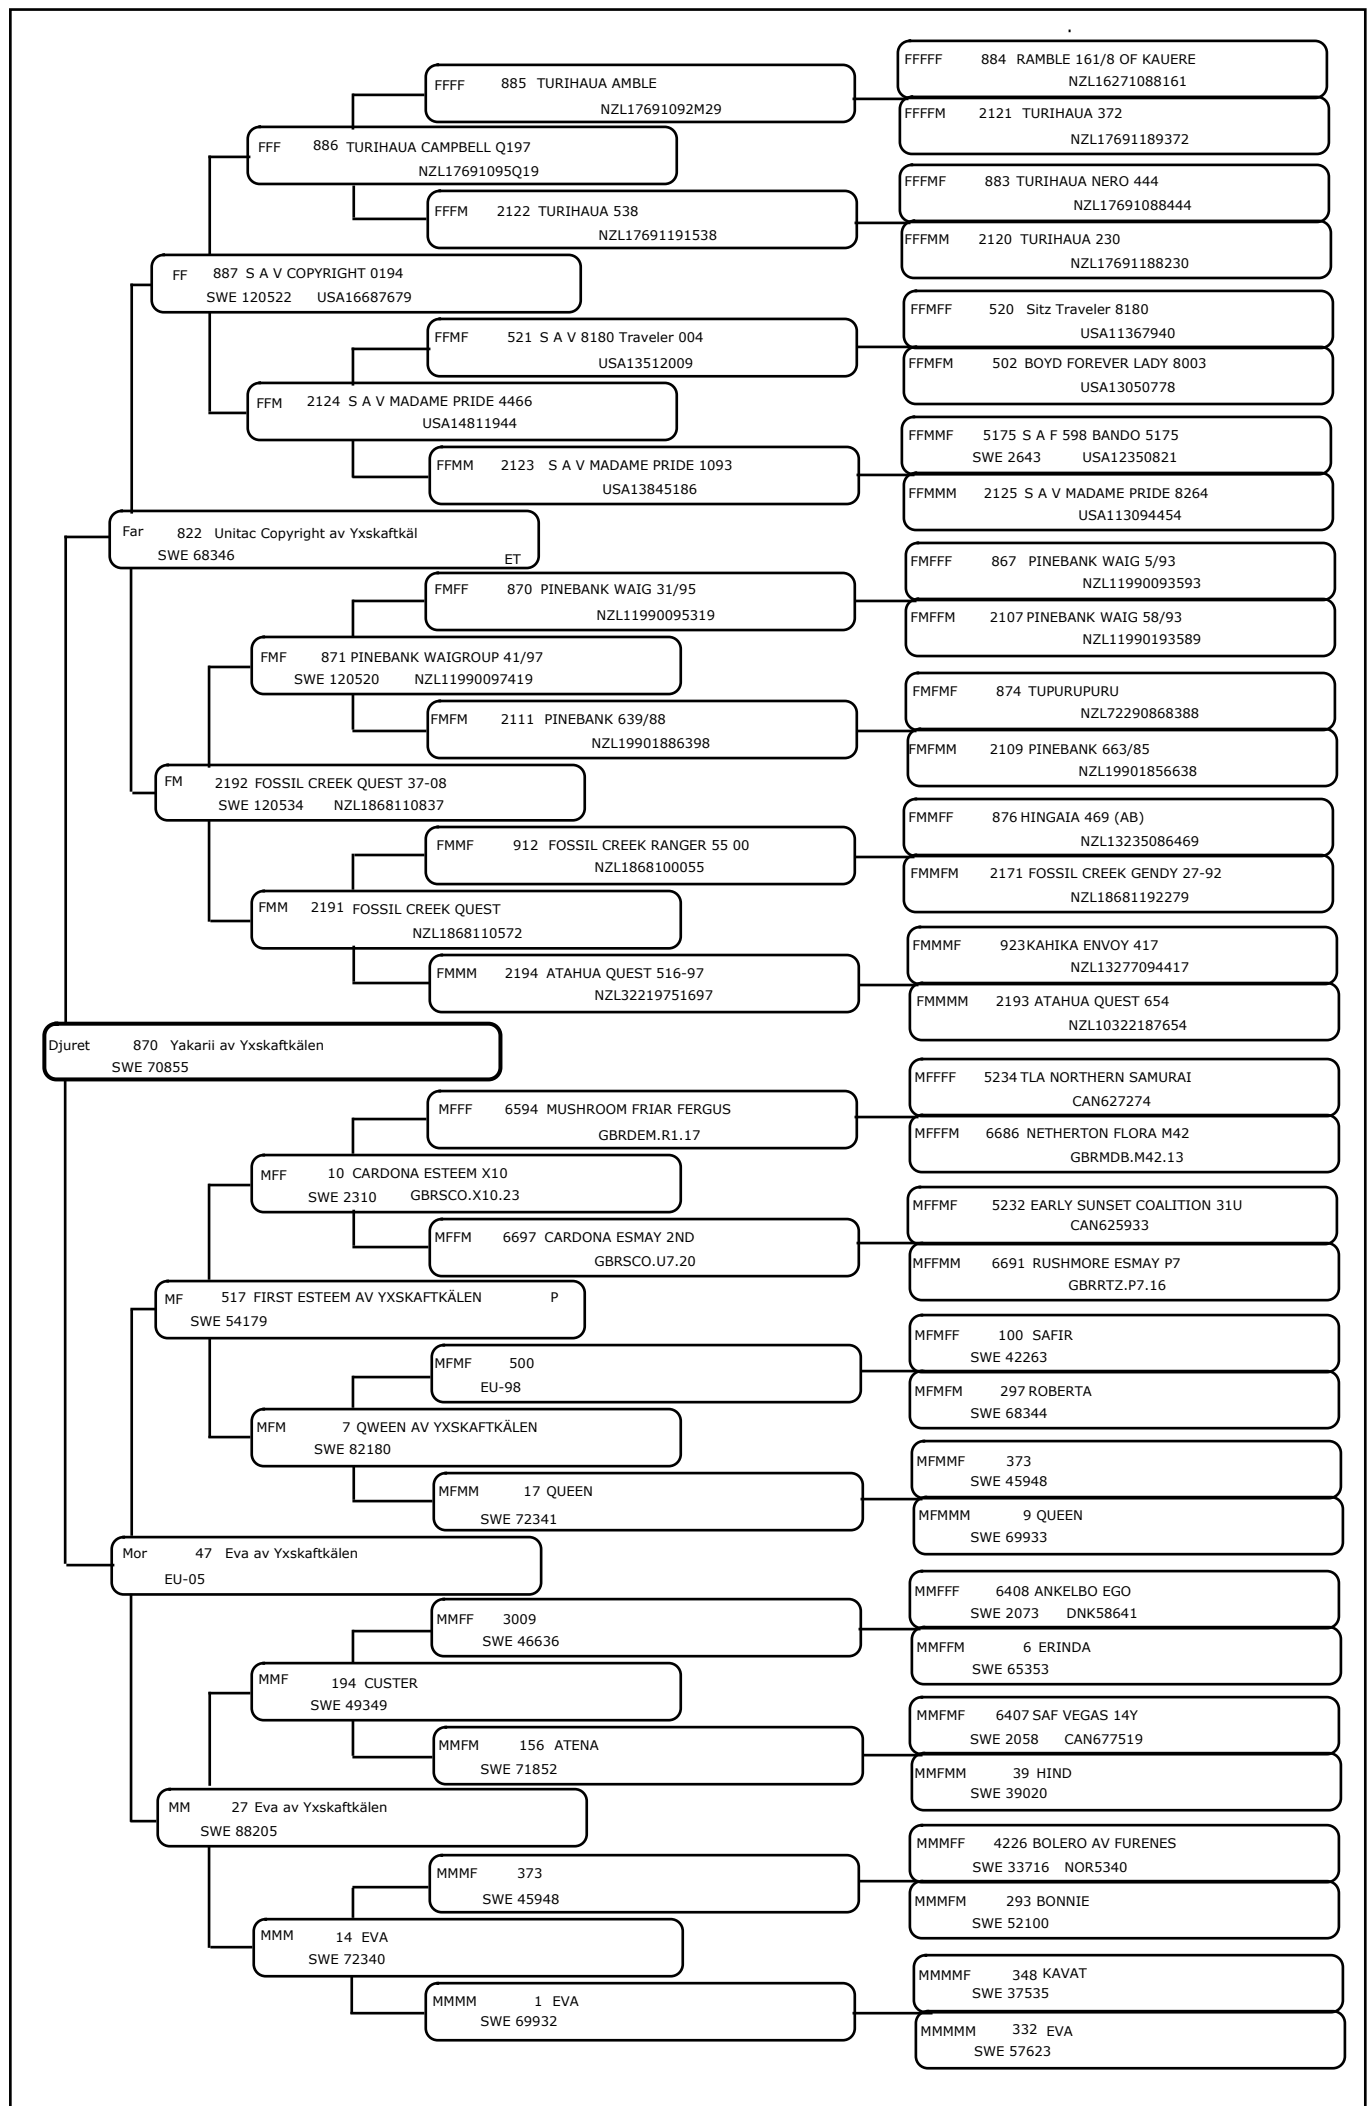 FFFFF 884 RAMBLE 161/8 OF KAUERE
NZL16271088161
FFFF 885 TURIHAUA AMBLE
NZL17691092M29
FFFFM 2121 TURIHAUA 372
NZL17691189372
FFF 886 TURIHAUA CAMPBELL Q197
NZL17691095Q19
FFFMF 883 TURIHAUA NERO 444
NZL17691088444
FFFM 2122 TURIHAUA 538
NZL17691191538
FFFMM 2120 TURIHAUA 230
NZL17691188230
FF 887 S A V COPYRIGHT 0194
SWE 120522 USA16687679
FFMFF 520 Sitz Traveler 8180
USA11367940
FFMF 521 S A V 8180 Traveler 004
USA13512009
FFMFM 502 BOYD FOREVER LADY 8003
USA13050778
FFM 2124 S A V MADAME PRIDE 4466
USA14811944
FFMMF 5175 S A F 598 BANDO 5175
SWE 2643 USA12350821
FFMM 2123 S A V MADAME PRIDE 1093
USA13845186
FFMMM 2125 S A V MADAME PRIDE 8264
USA113094454
Far 822 Unitac Copyright av Yxskaftkäl
SWE 68346 ET
FMFFF 867 PINEBANK WAIG 5/93
NZL11990093593
FMFF 870 PINEBANK WAIG 31/95
NZL11990095319
FMFFM 2107 PINEBANK WAIG 58/93
NZL11990193589
FMF 871 PINEBANK WAIGROUP 41/97
SWE 120520 NZL11990097419
FMFMF 874 TUPURUPURU
NZL72290868388
FMFM 2111 PINEBANK 639/88
NZL19901886398
FMFMM 2109 PINEBANK 663/85
NZL19901856638
FM 2192 FOSSIL CREEK QUEST 37-08
SWE 120534 NZL1868110837
FMMFF 876 HINGAIA 469 (AB)
NZL13235086469
FMMF 912 FOSSIL CREEK RANGER 55 00
NZL1868100055
FMMFM 2171 FOSSIL CREEK GENDY 27-92
NZL18681192279
FMM 2191 FOSSIL CREEK QUEST
NZL1868110572
FMMMF 923 KAHIKA ENVOY 417
NZL13277094417
FMMM 2194 ATAHUA QUEST 516-97
NZL32219751697
FMMMM 2193 ATAHUA QUEST 654
NZL10322187654
Djuret 870 Yakarii av Yxskaftkälen
SWE 70855
MFFFF 5234 TLA NORTHERN SAMURAI
CAN627274
MFFF 6594 MUSHROOM FRIAR FERGUS
GBRDEM.R1.17
MFFFM 6686 NETHERTON FLORA M42
GBRMDB.M42.13
MFF 10 CARDONA ESTEEM X10
SWE 2310 GBRSCO.X10.23
MFFMF 5232 EARLY SUNSET COALITION 31U
CAN625933
MFFM 6697 CARDONA ESMAY 2ND
GBRSCO.U7.20
MFFMM 6691 RUSHMORE ESMAY P7
GBRRTZ.P7.16
MF 517 FIRST ESTEEM AV YXSKAFTKÄLEN P
SWE 54179
MFMFF 100 SAFIR
SWE 42263
MFMF 500
EU-98
MFMFM 297 ROBERTA
SWE 68344
MFM 7 QWEEN AV YXSKAFTKÄLEN
SWE 82180
MFMMF 373
SWE 45948
MFMM 17 QUEEN
SWE 72341
MFMMM 9 QUEEN
SWE 69933
Mor 47 Eva av Yxskaftkälen
EU-05
MMFFF 6408 ANKELBO EGO
SWE 2073 DNK58641
MMFF 3009
SWE 46636
MMFFM 6 ERINDA
SWE 65353
MMF 194 CUSTER
SWE 49349
MMFMF 6407 SAF VEGAS 14Y
SWE 2058 CAN677519
MMFM 156 ATENA
SWE 71852
MMFMM 39 HIND
SWE 39020
MM 27 Eva av Yxskaftkälen
SWE 88205
MMMFF 4226 BOLERO AV FURENES
SWE 33716 NOR5340
MMMF 373
SWE 45948
MMMFM 293 BONNIE
SWE 52100
MMM 14 EVA
SWE 72340
MMMMF 348 KAVAT
SWE 37535
MMMM 1 EVA
SWE 69932
MMMMM 332 EVA
SWE 57623